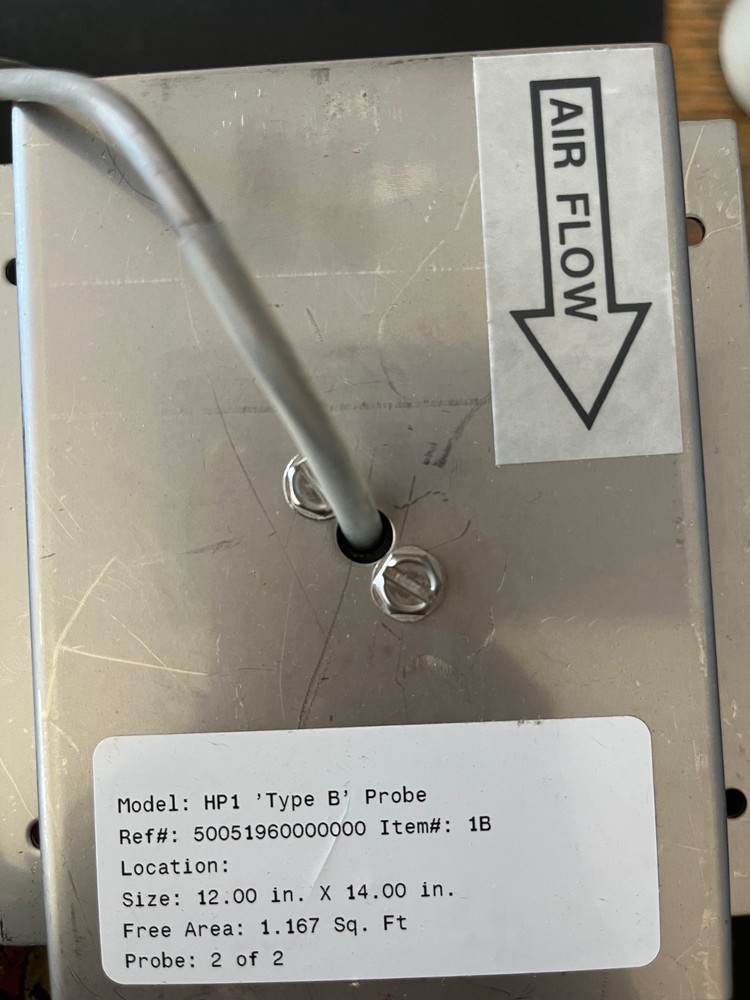 AIR FLOW
Model: HP1 'Type B' Probe
Ref#: 50051960000000 Item#: 1B
Location:
Size: 12.00 in. X 14.00 in.
Free Area: 1.167 Sq. Ft
Probe: 2 of 2